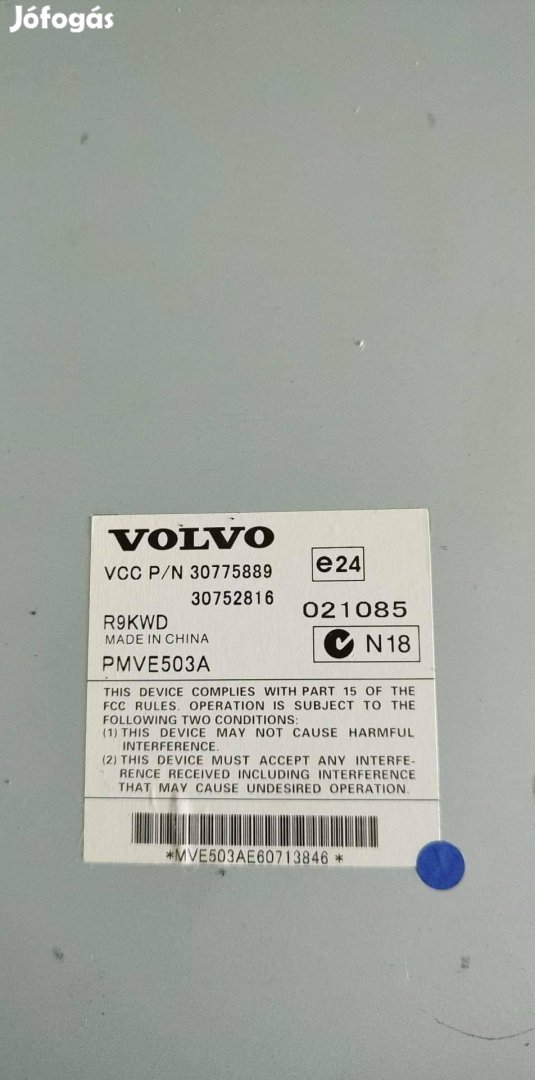 Jófogás
VOLVO
VCC P/N 30775889
30752816
e24
021085
R9KWD
MADE IN CHINA
N18
PMVE503A
THIS DEVICE COMPLIES WITH PART 15 OF THE
FCC RULES. OPERATION IS SUBJECT TO THE
FOLLOWING TWO CONDITIONS:
(1) THIS DEVICE MAY NOT CAUSE HARMFUL
INTERFERENCE.
(2) THIS DEVICE MUST ACCEPT ANY INTERFE-
RENCE RECEIVED INCLUDING INTERFERENCE
THAT MAY CAUSE UNDESIRED OPERATION.
*MVE503AE60713846*